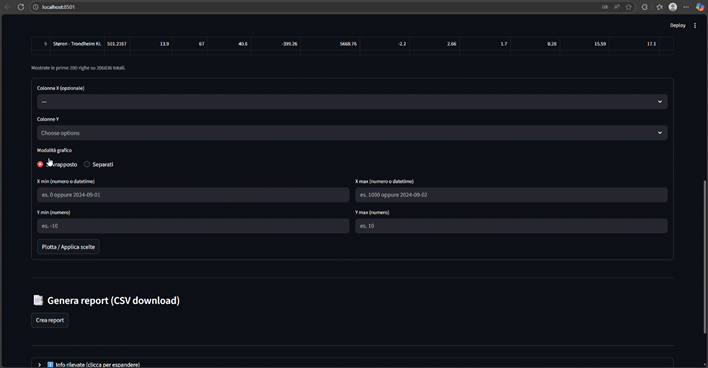 localhost:8501
Deploy
9 Støren - Trondheim Kl. 501.2167 13.9 67 40.6 -399.26 5668.76 -2.2 2.66 1.7 0.28 15.59 17.1
Mostrate le prime 200 righe su 206836 totali.
Colonna X (opzionale)
—
Colonne Y
Choose options
Modalità grafico
Separati
X min (numero o datetime) X max (numero o datetime)
es. 0 oppure 2024-09-01 es. 1000 oppure 2024-09-02
Y min (numero) Y max (numero)
es. -10 es. 10
Plotta / Applica scelte
Genera report (CSV download)
Crea report
Info rilevate (clicca per espandere)